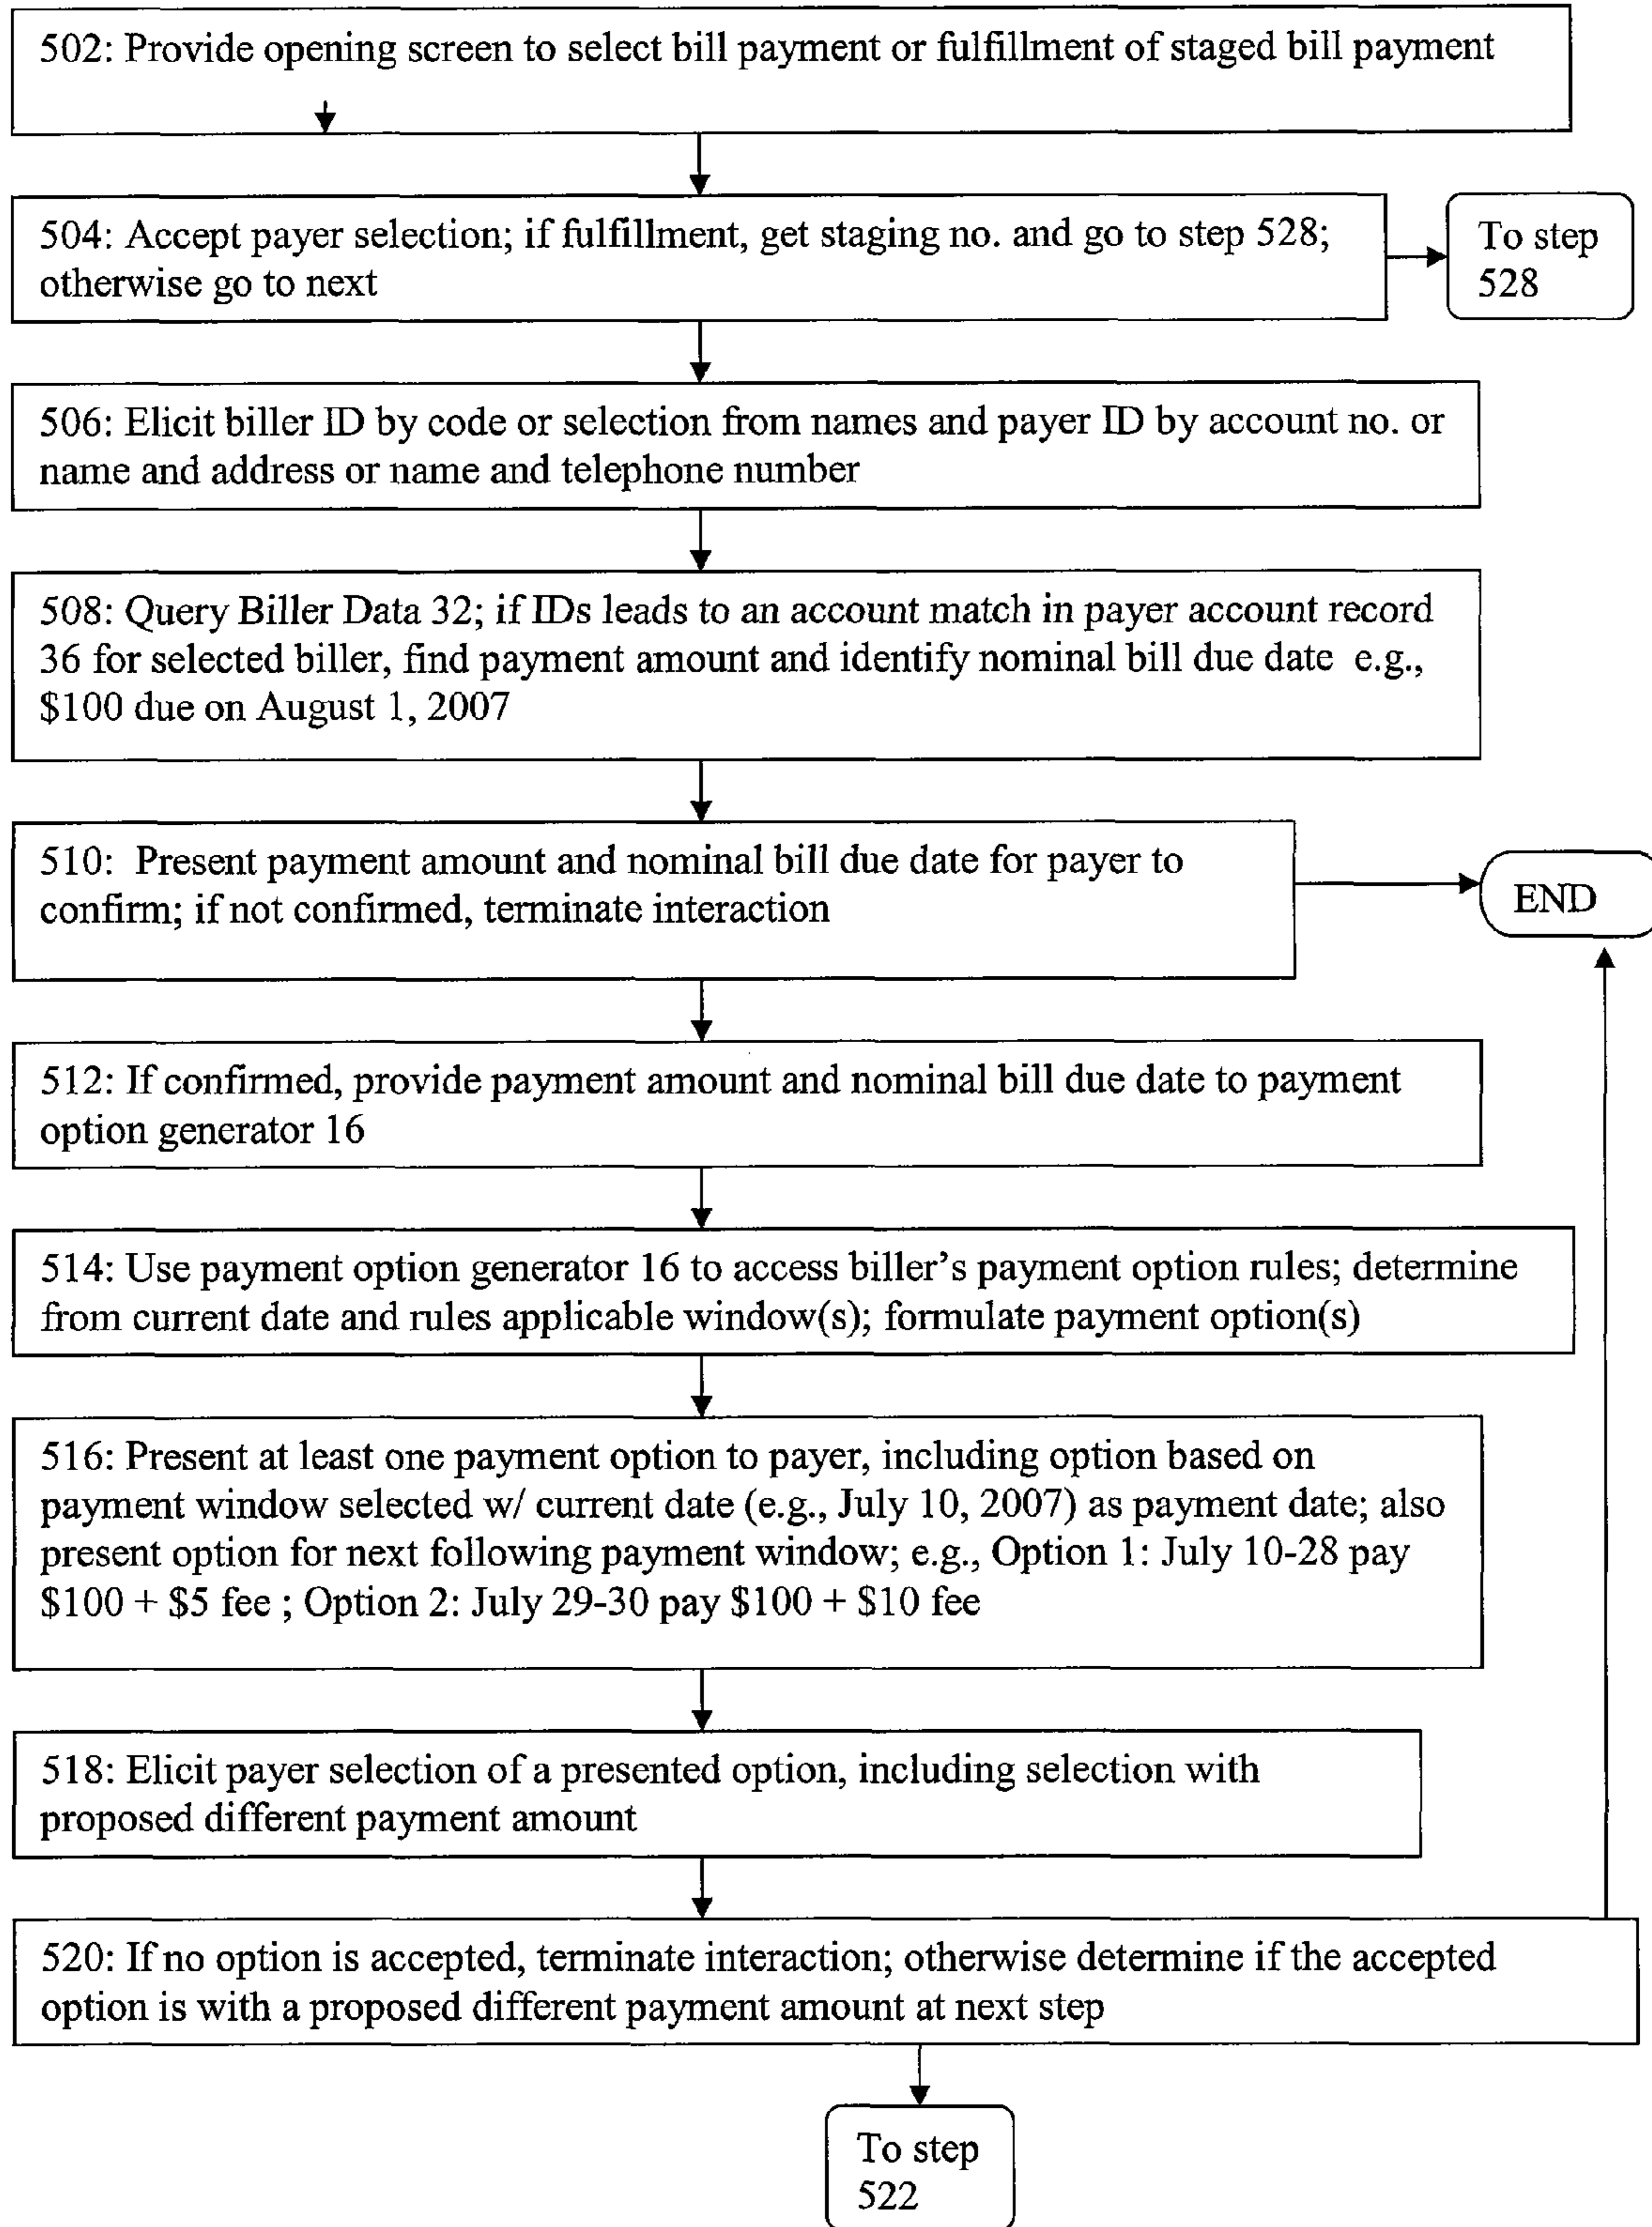 502: Provide opening screen to select bill payment or fulfillment of staged bill payment
504: Accept payer selection; if fulfillment, get staging no. and go to step 528;
otherwise go to next
To step
528
506: Elicit biller ID by code or selection from names and payer ID by account no. or
name and address or name and telephone number
508: Query Biller Data 32; if IDs leads to an account match in payer account record
36 for selected biller, find payment amount and identify nominal bill due date e.g.,
$100 due on August 1, 2007
510: Present payment amount and nominal bill due date for payer to
confirm; if not confirmed, terminate interaction
END
512: If confirmed, provide payment amount and nominal bill due date to payment
option generator 16
514: Use payment option generator 16 to access biller's payment option rules; determine
from current date and rules applicable window(s); formulate payment option(s)
516: Present at least one payment option to payer, including option based on
payment window selected w/ current date (e.g., July 10, 2007) as payment date; also
present option for next following payment window; e.g., Option 1: July 10-28 pay
$100 + $5 fee ; Option 2: July 29-30 pay $100 + $10 fee
518: Elicit payer selection of a presented option, including selection with
proposed different payment amount
520: If no option is accepted, terminate interaction; otherwise determine if the accepted
option is with a proposed different payment amount at next step
To step
522